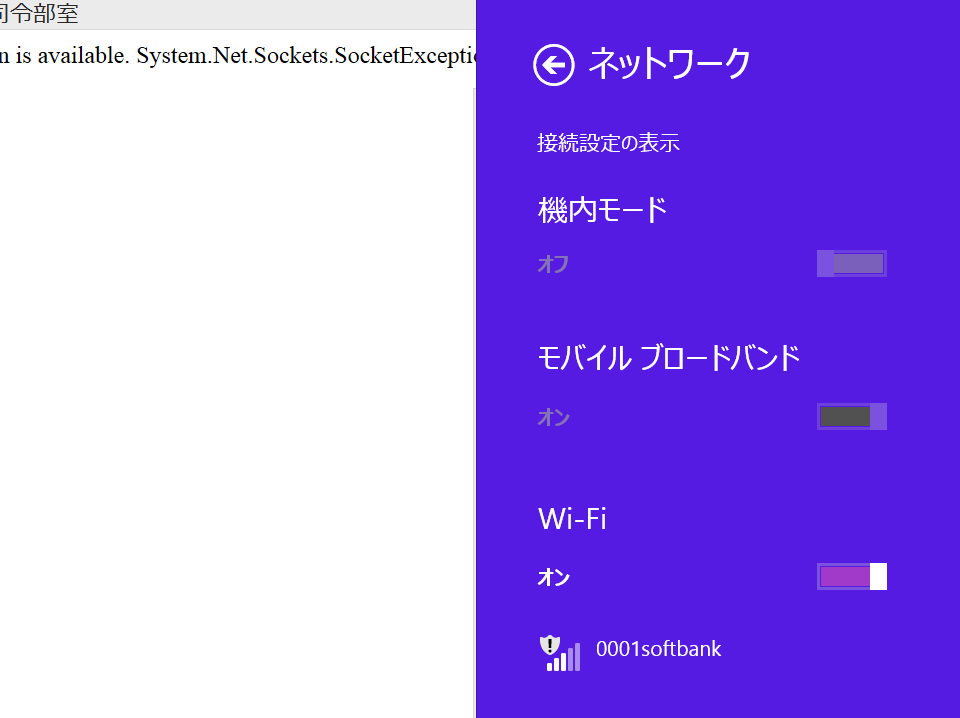 司令部室
n is available. System.Net.Sockets.SocketExceptio
ネットワーク
接続設定の表示
機内モード
オフ
モバイル ブロードバンド
オン
Wi-Fi
オン
0001softbank